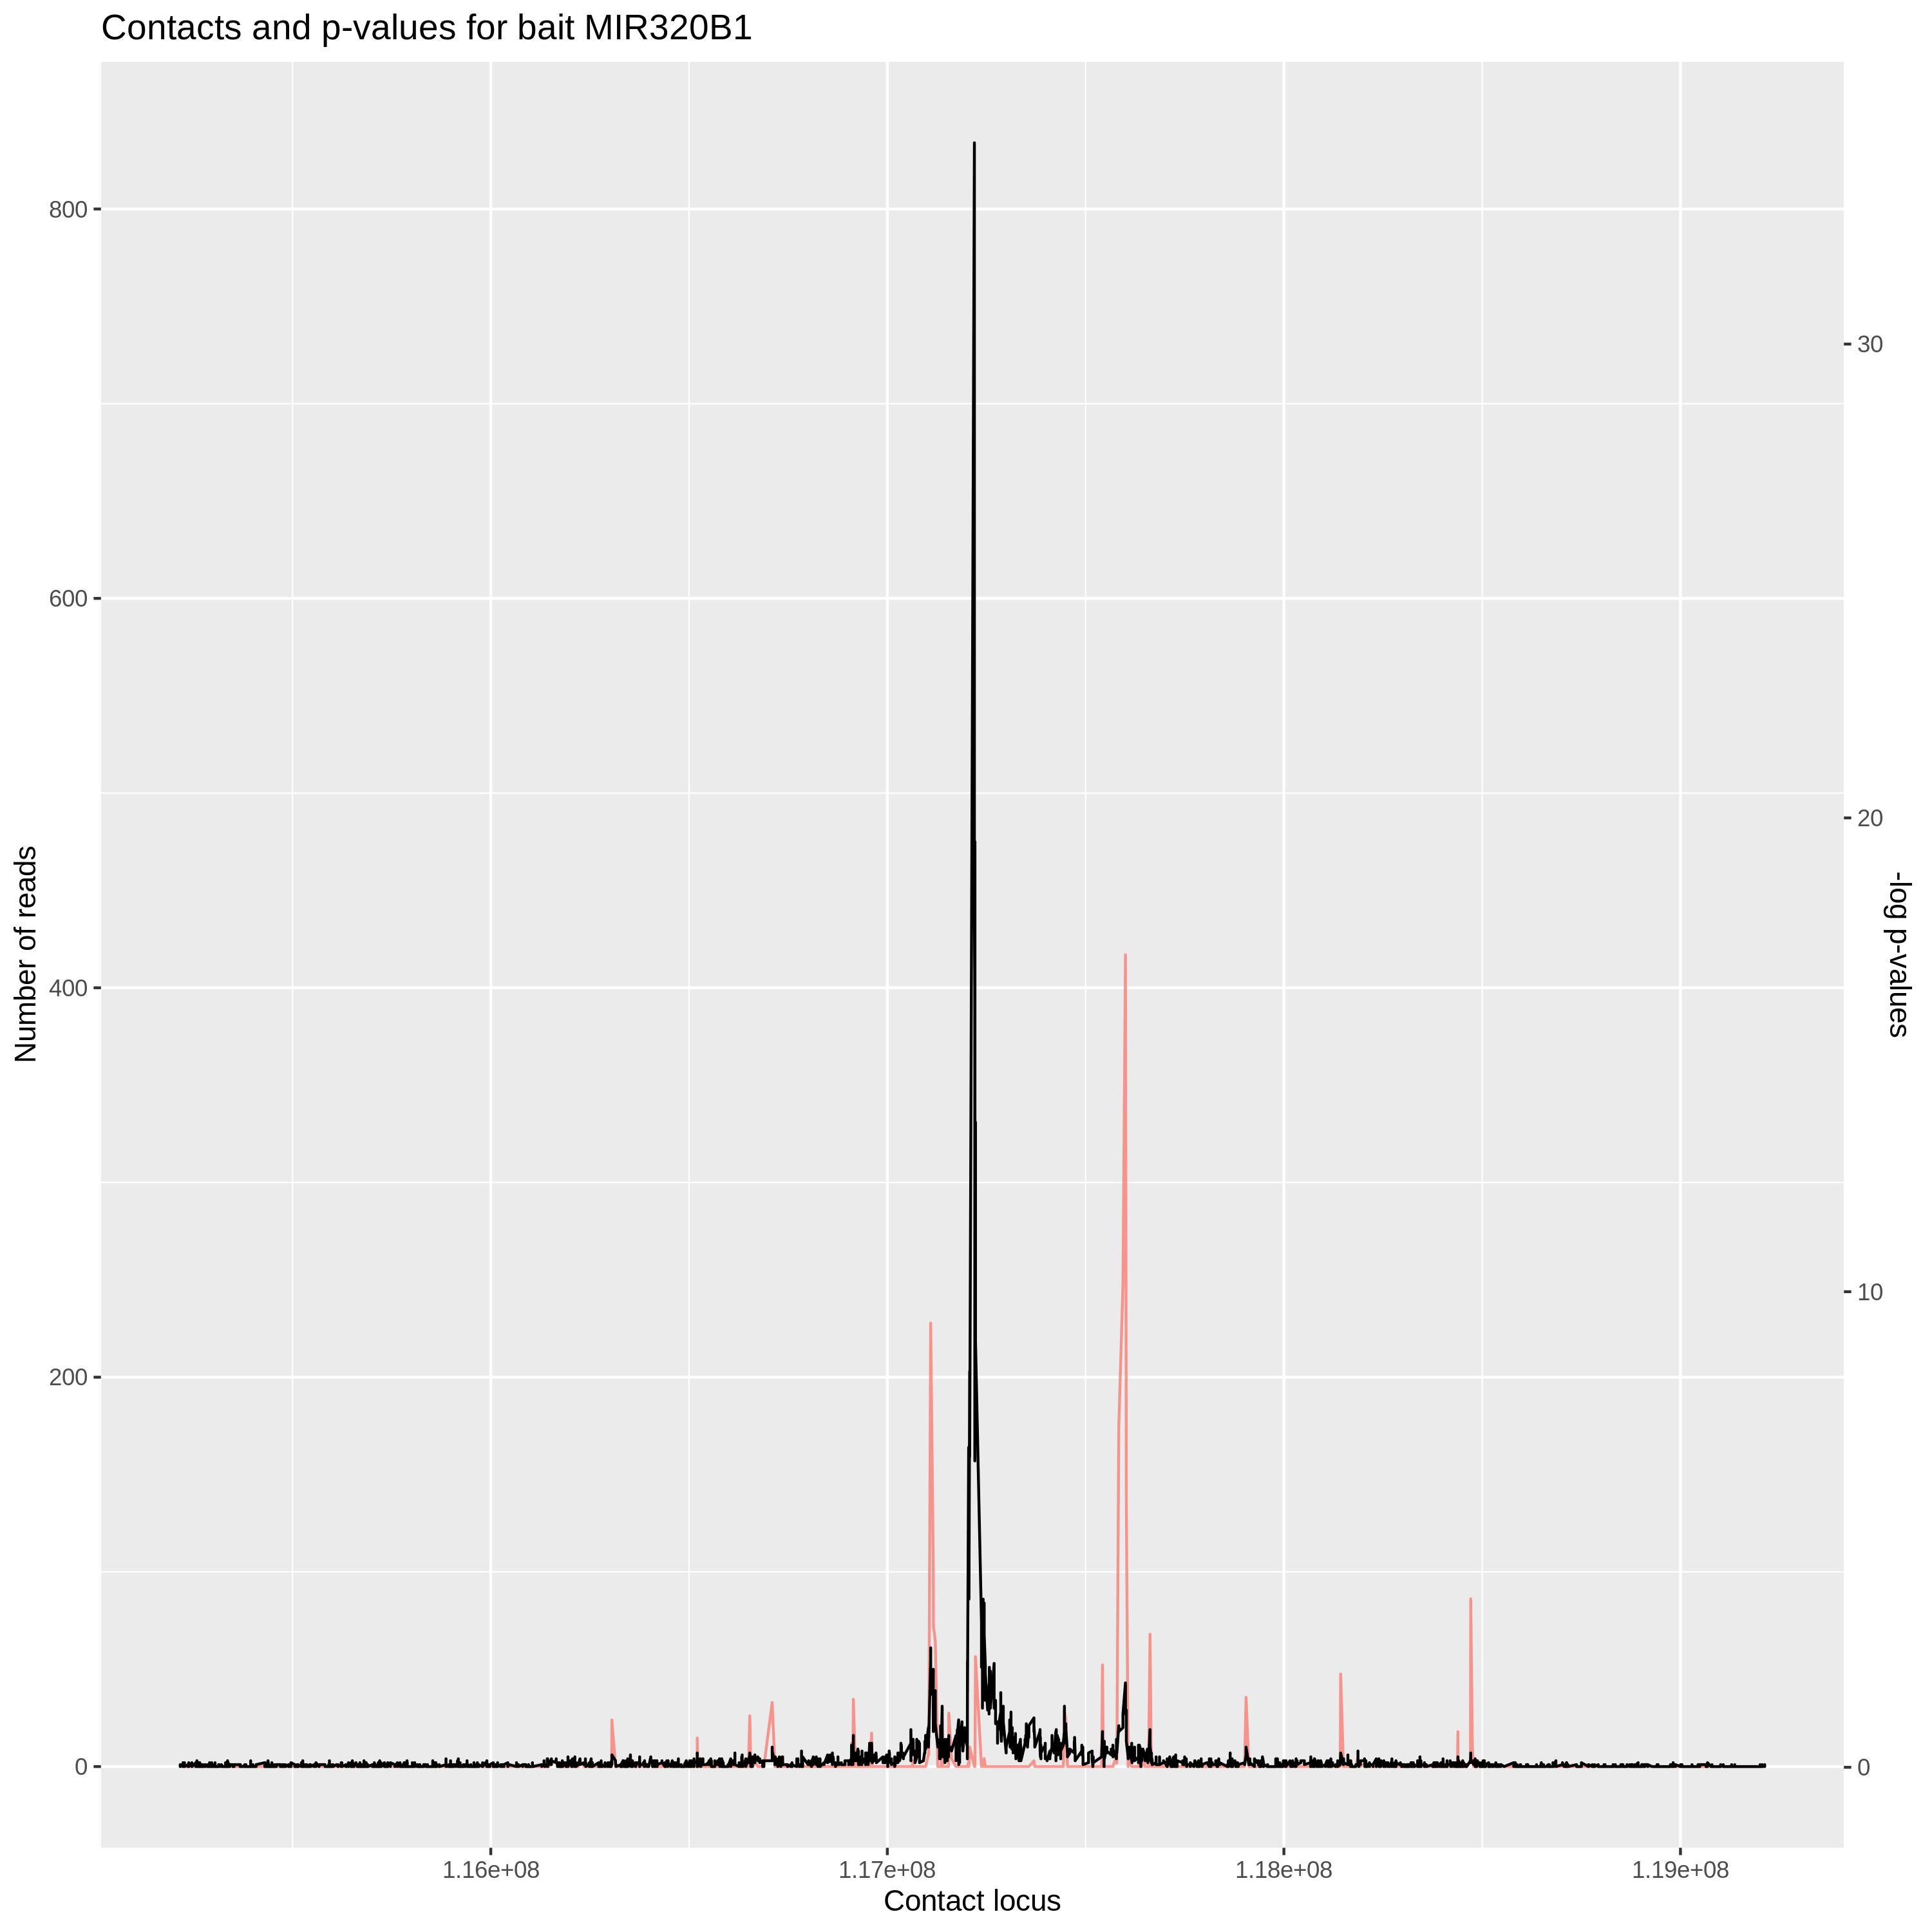 Contacts and p-values for bait MIR320B1
800
600
400
200
0
Number of reads
30
20
10
0
-log p-values
1.16e+08
1.17e+08
1.18e+08
1.19e+08
Contact locus